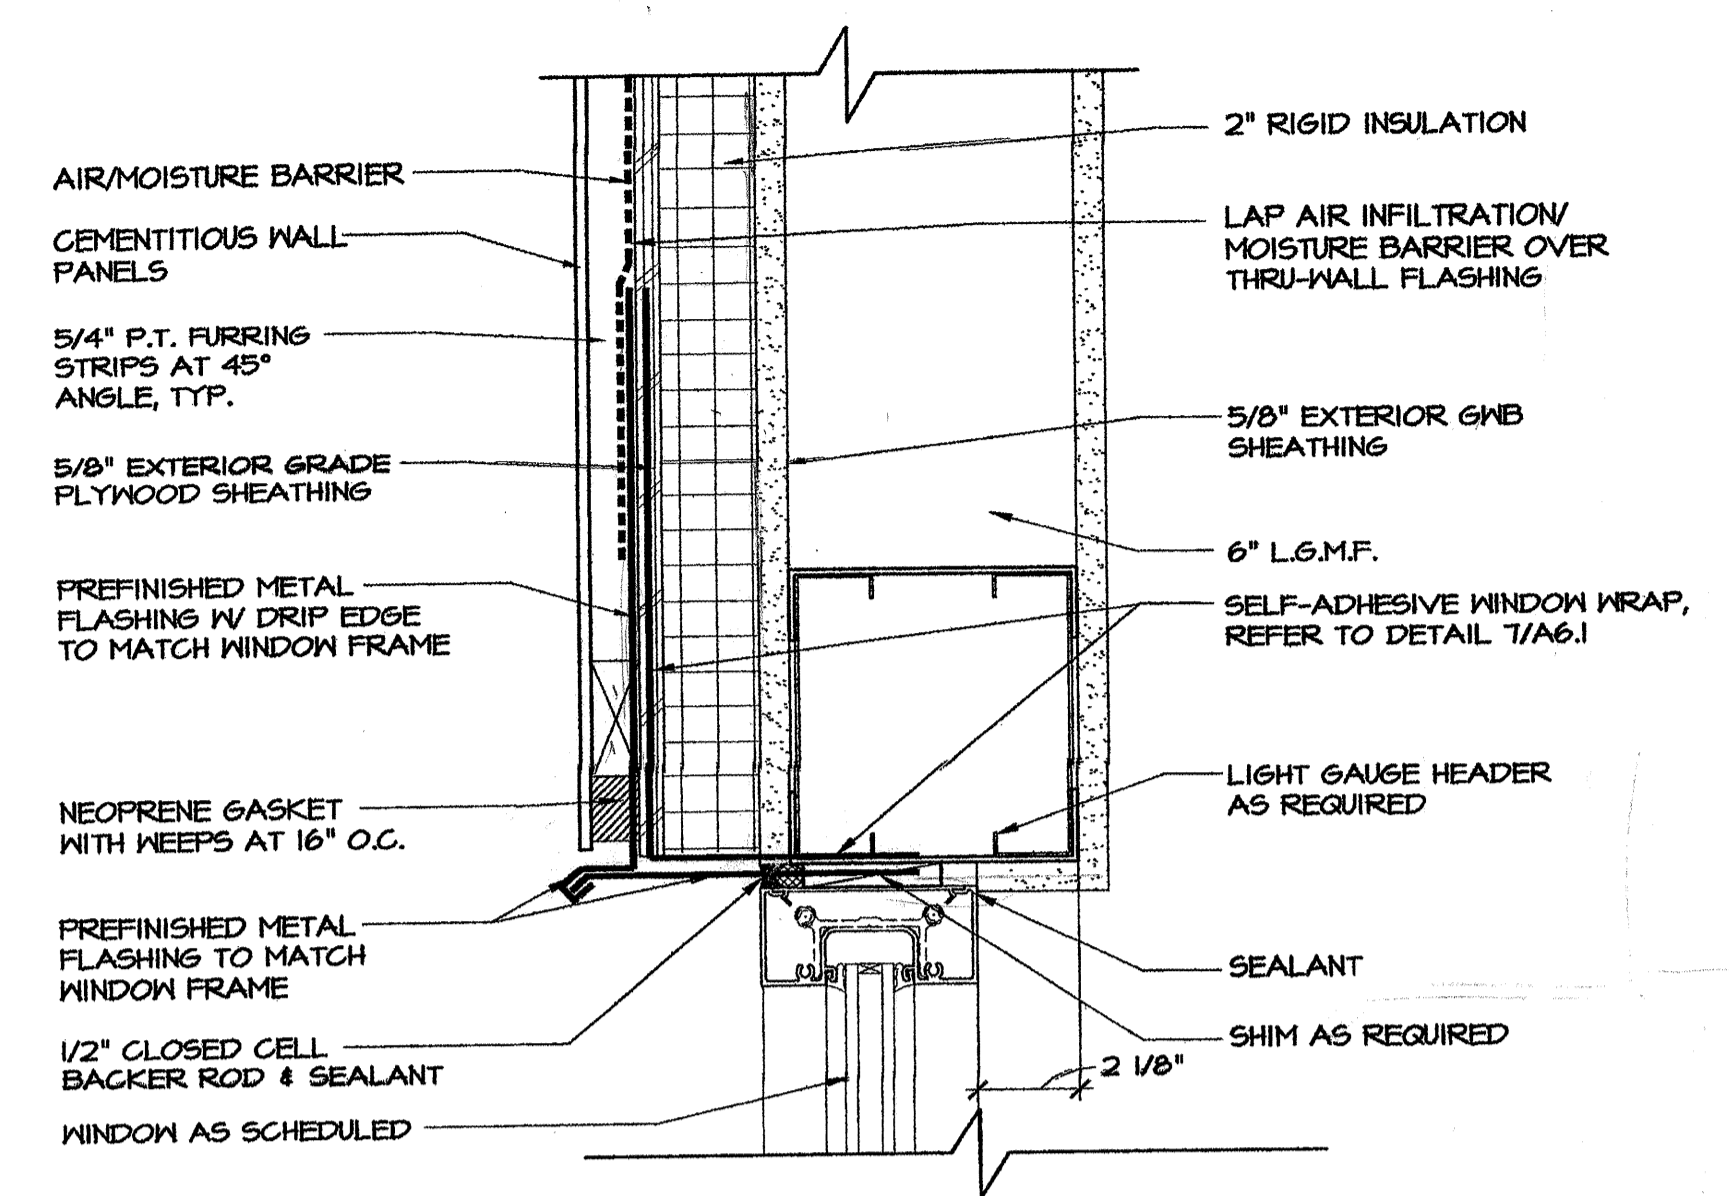 AIR/MOISTURE BARRIER
CEMENTITIOUS WALL
PANELS
5/4" P.T. FURRING
STRIPS AT 45°
ANGLE, TYP.
5/8" EXTERIOR GRADE
PLYWOOD SHEATHING
PREFINISHED METAL
FLASHING W/ DRIP EDGE
TO MATCH WINDOW FRAME
NEOPRENE GASKET
WITH WEEPS AT 16" O.C.
PREFINISHED METAL
FLASHING TO MATCH
WINDOW FRAME
1/2" CLOSED CELL
BACKER ROD & SEALANT
WINDOW AS SCHEDULED
2" RIGID INSULATION
LAP AIR INFILTRATION/
MOISTURE BARRIER OVER
THRU-WALL FLASHING
5/8" EXTERIOR GWB
SHEATHING
6" L.G.M.F.
SELF-ADHESIVE WINDOW WRAP,
REFER TO DETAIL 7/A6.1
LIGHT GAUGE HEADER
AS REQUIRED
SEALANT
SHIM AS REQUIRED
2 1/8"